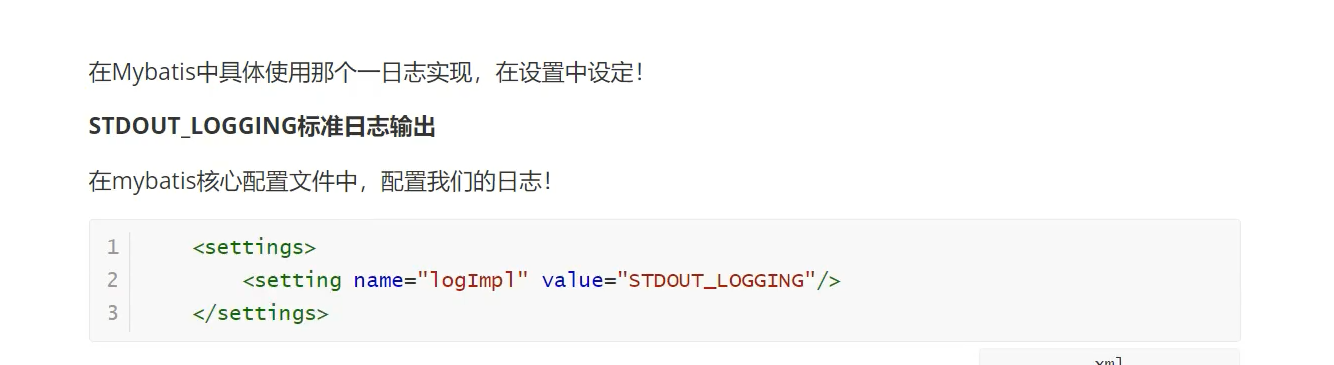 在Mybatis中具体使用那个一日志实现，在设置中设定！
STDOUT_LOGGING标准日志输出
在mybatis核心配置文件中，配置我们的日志！
1 <settings>
2 <setting name="logImpl" value="STDOUT_LOGGING"/>
3 </settings>
xml